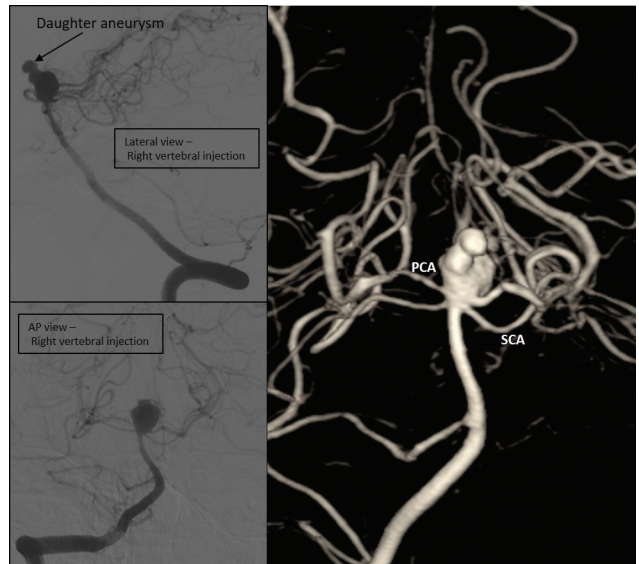 Daughter aneurysm
Lateral view –
Right vertebral injection
AP view –
Right vertebral injection
PCA
SCA